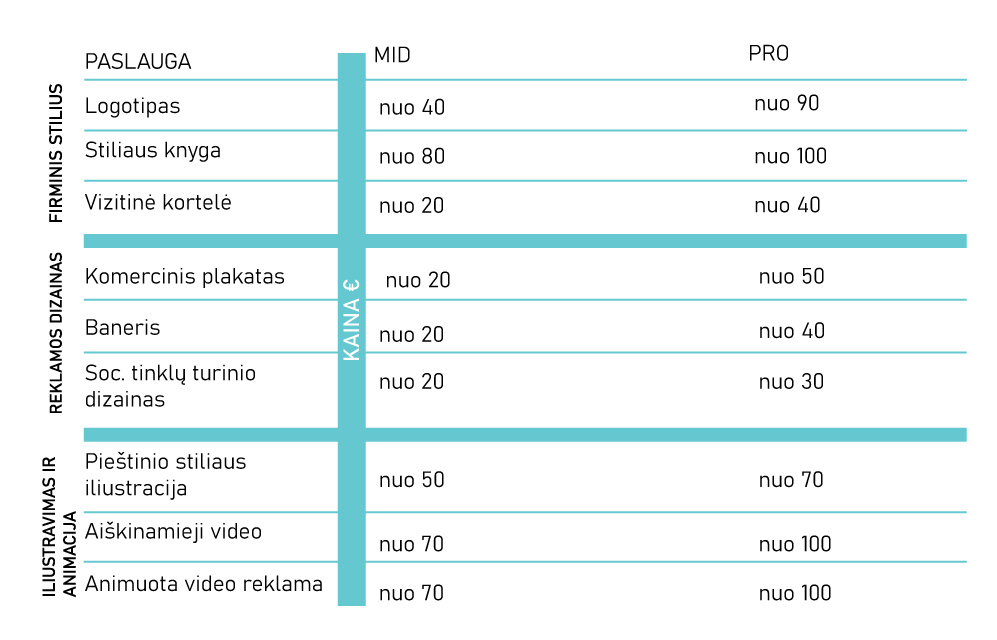 PASLAUGA MID PRO
FIRMINIS STILIUS
Logotipas nuo 40 nuo 90
Stiliaus knyga nuo 80 nuo 100
Vizitinė kortelė nuo 20 nuo 40
KAINA €
REKLAMOS DIZAINAS
Komercinis plakatas nuo 20 nuo 50
Baneris nuo 20 nuo 40
Soc. tinklų turinio
dizainas nuo 20 nuo 30
ILIUSTRAVIMAS IR
ANIMACIJA
Pieštinio stiliaus
iliustracija nuo 50 nuo 70
Aiškinamieji video nuo 70 nuo 100
Animuota video reklama nuo 70 nuo 100